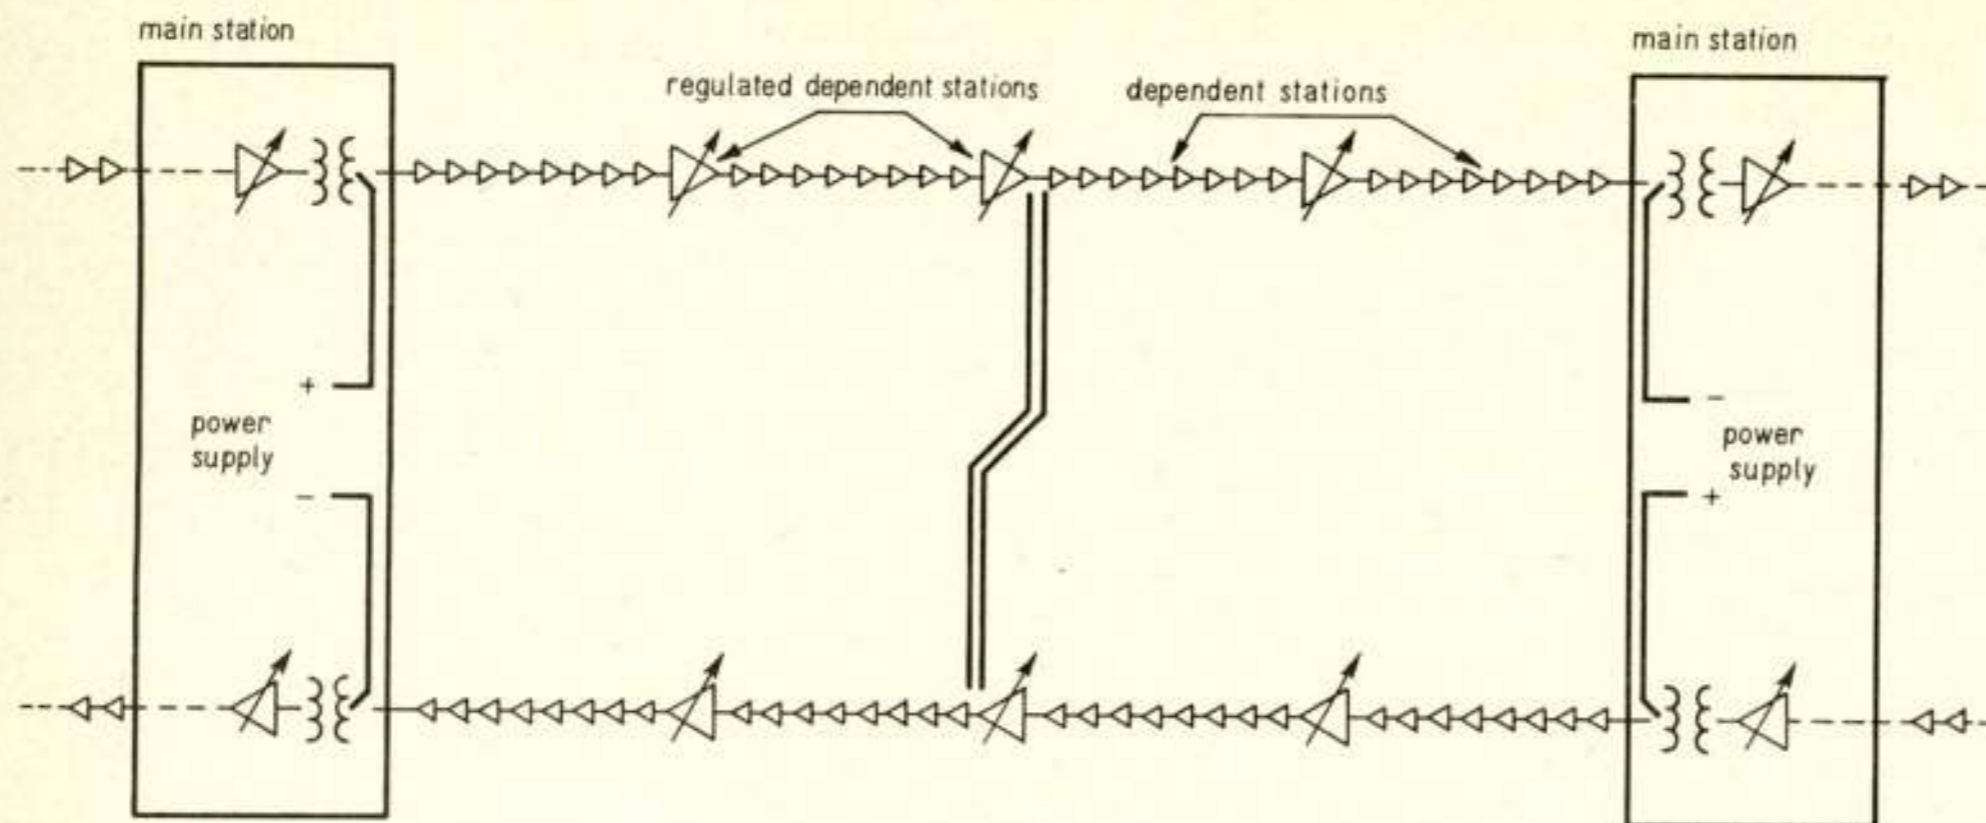 main station
main station
regulated dependent stations
dependent stations
+
power
supply
-
-
power
supply
+